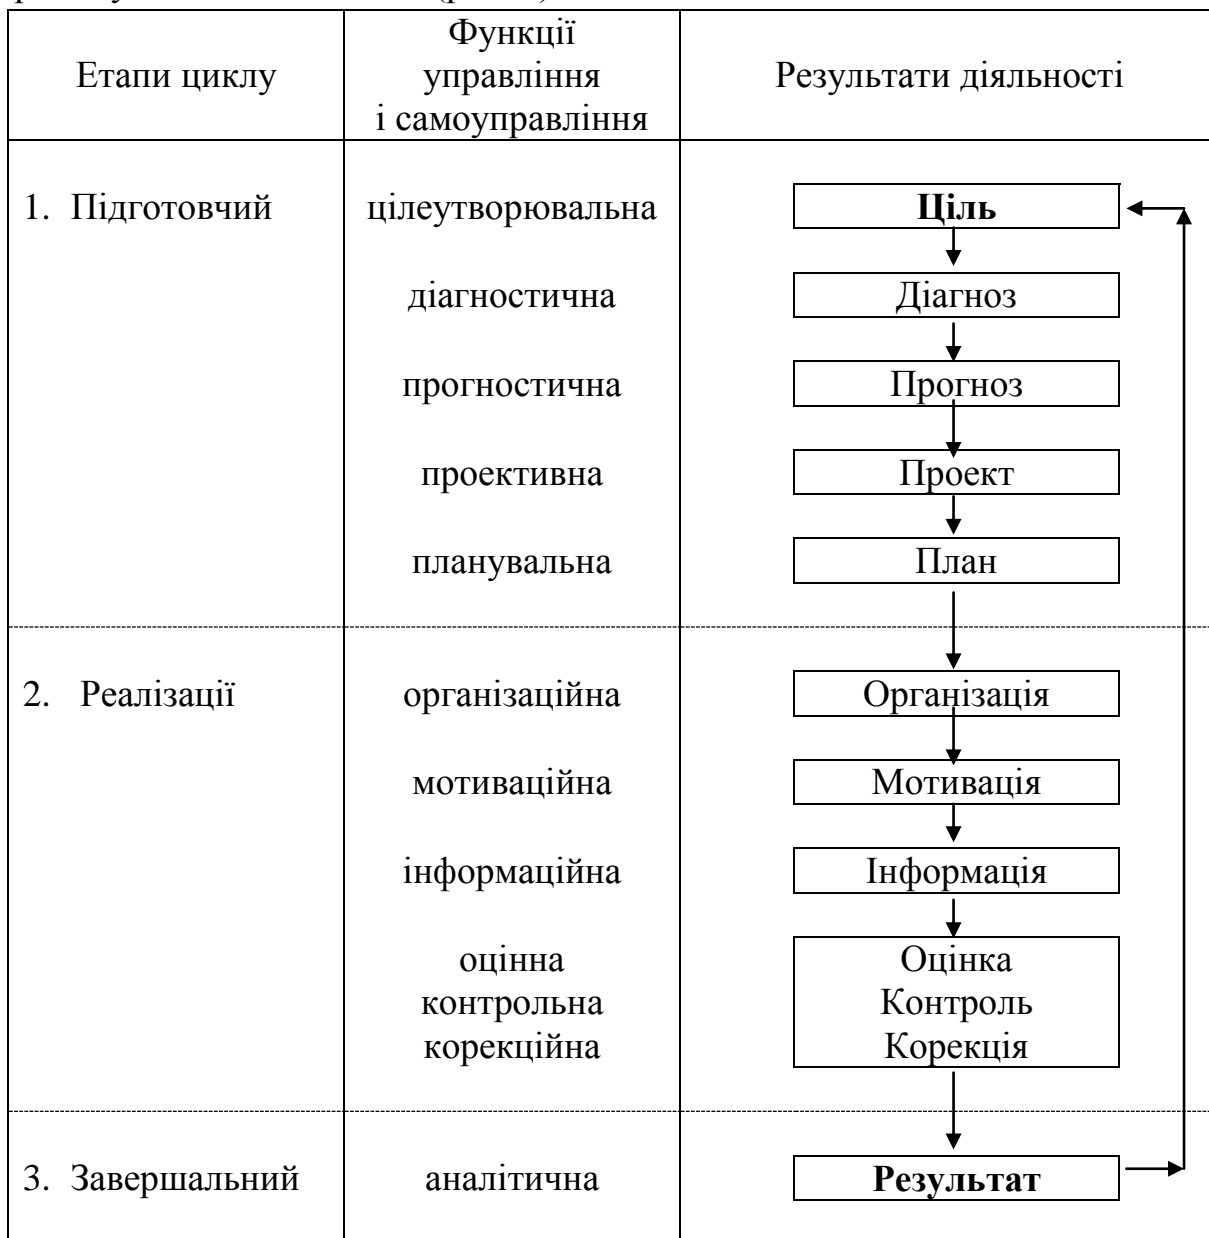 Етапи циклу
Функції
управління
і самоуправління
Результати діяльності
1. Підготовчий
цілеутворювальна
Ціль
діагностична
Діагноз
прогностична
Прогноз
проективна
Проект
планувальна
План
2. Реалізації
організаційна
Організація
мотиваційна
Мотивація
інформаційна
Інформація
оцінна
контрольна
корекційна
Оцінка
Контроль
Корекція
3. Завершальний
аналітична
Результат